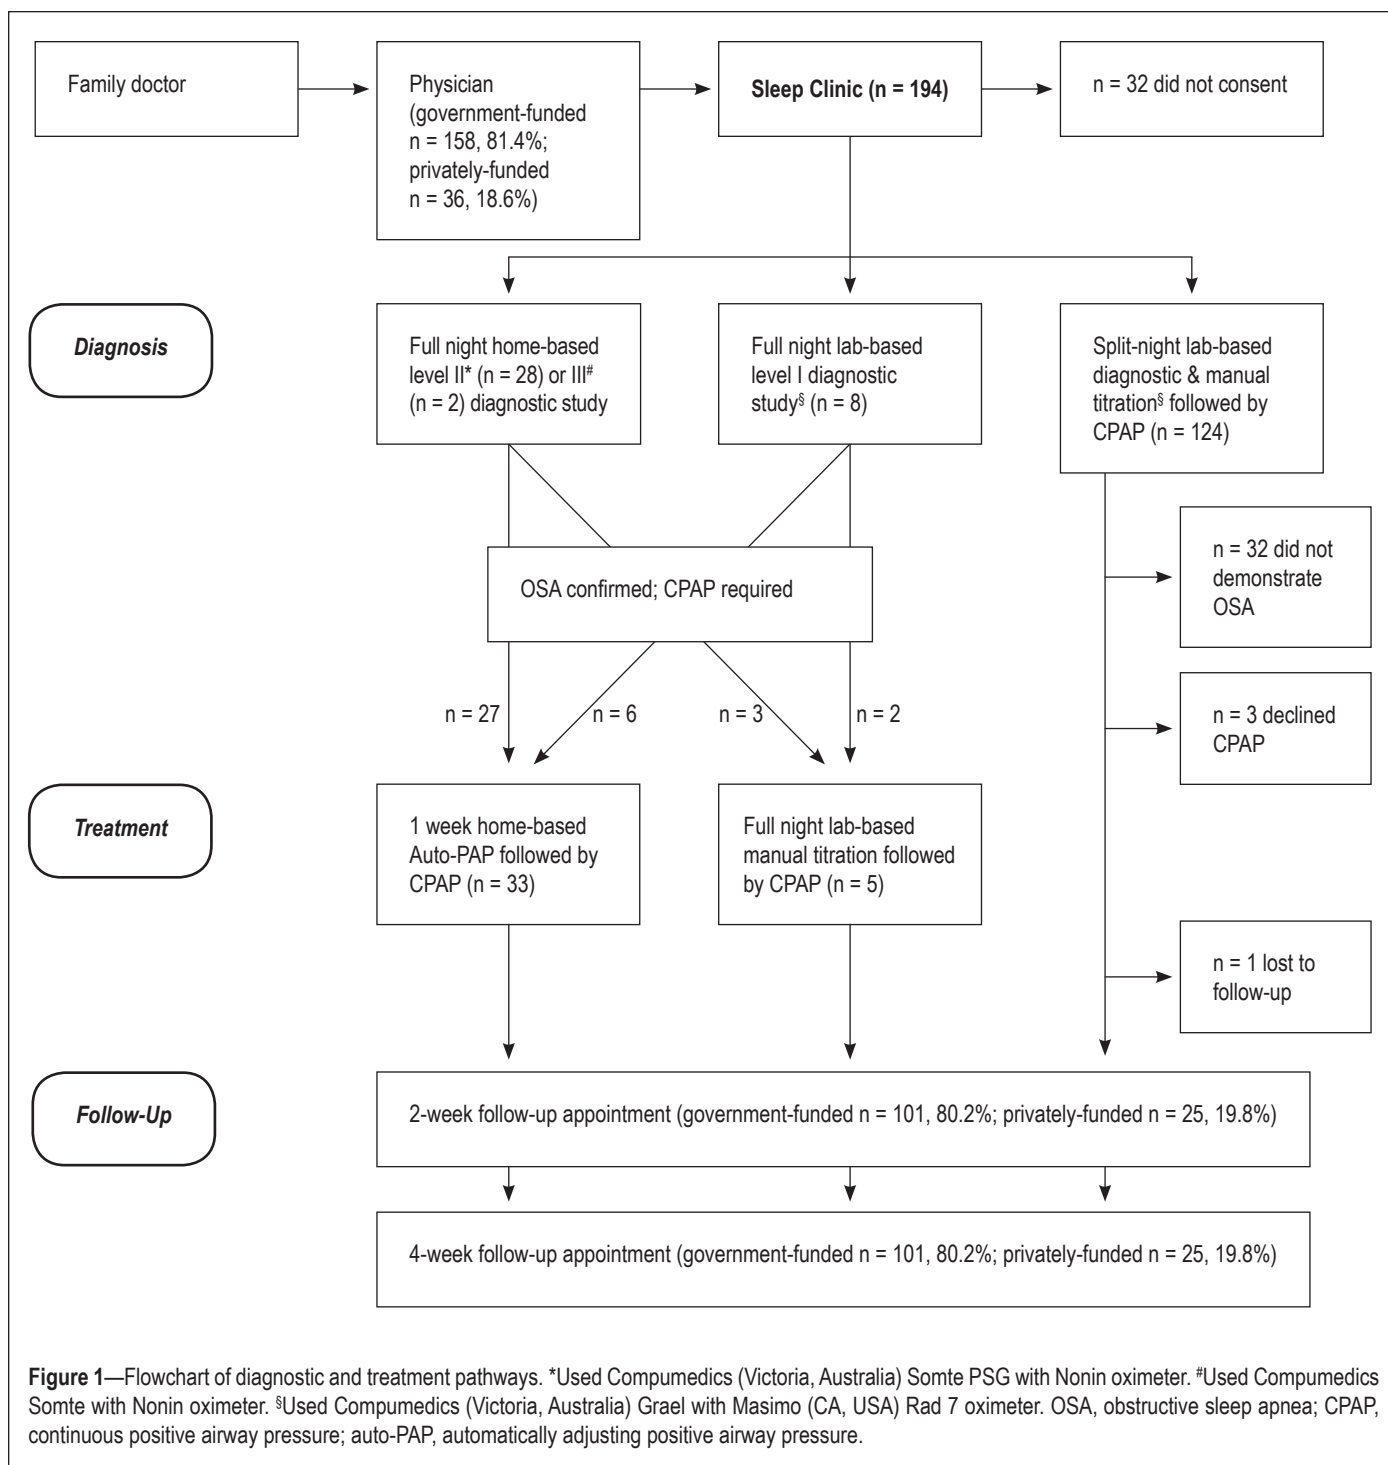 Family doctor
Physician
(government-funded
n = 158, 81.4%;
privately-funded
n = 36, 18.6%)
Sleep Clinic (n = 194)
n = 32 did not consent
Diagnosis
Full night home-based
level II* (n = 28) or III#
(n = 2) diagnostic study
Full night lab-based
level I diagnostic
study§ (n = 8)
Split-night lab-based
diagnostic & manual
titration§ followed by
CPAP (n = 124)
n = 32 did not
demonstrate
OSA
OSA confirmed; CPAP required
n = 27
n = 6
n = 3
n = 2
n = 3 declined
CPAP
Treatment
1 week home-based
Auto-PAP followed by
CPAP (n = 33)
Full night lab-based
manual titration followed
by CPAP (n = 5)
n = 1 lost to
follow-up
Follow-Up
2-week follow-up appointment (government-funded n = 101, 80.2%; privately-funded n = 25, 19.8%)
4-week follow-up appointment (government-funded n = 101, 80.2%; privately-funded n = 25, 19.8%)
Figure 1—Flowchart of diagnostic and treatment pathways. *Used Compumedics (Victoria, Australia) Somte PSG with Nonin oximeter. #Used Compumedics
Somte with Nonin oximeter. §Used Compumedics (Victoria, Australia) Grael with Masimo (CA, USA) Rad 7 oximeter. OSA, obstructive sleep apnea; CPAP,
continuous positive airway pressure; auto-PAP, automatically adjusting positive airway pressure.